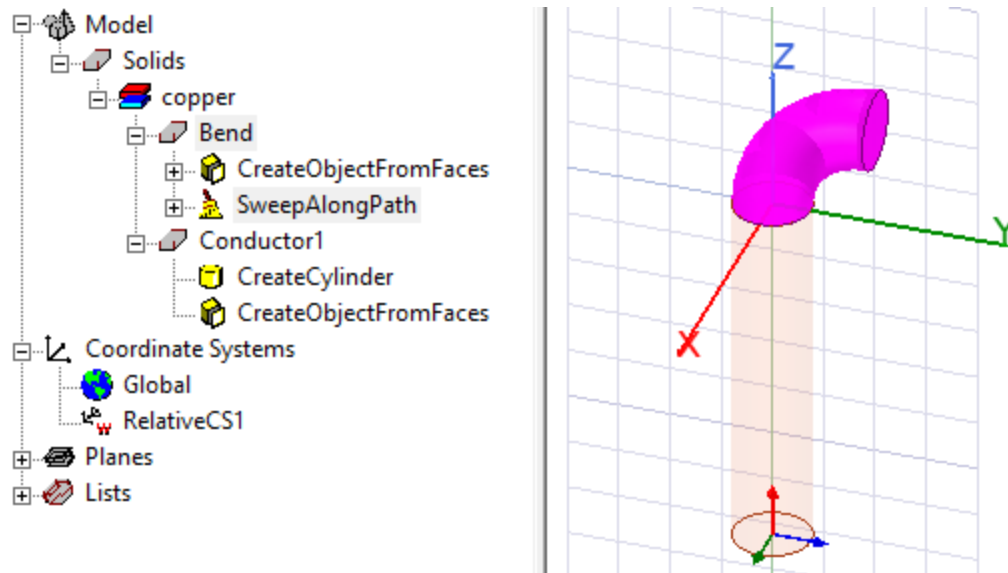 Model
Solids
copper
Bend
CreateObjectFromFaces
SweepAlongPath
Conductor1
CreateCylinder
CreateObjectFromFaces
Coordinate Systems
Global
RelativeCS1
Planes
Lists
Z
Y
X